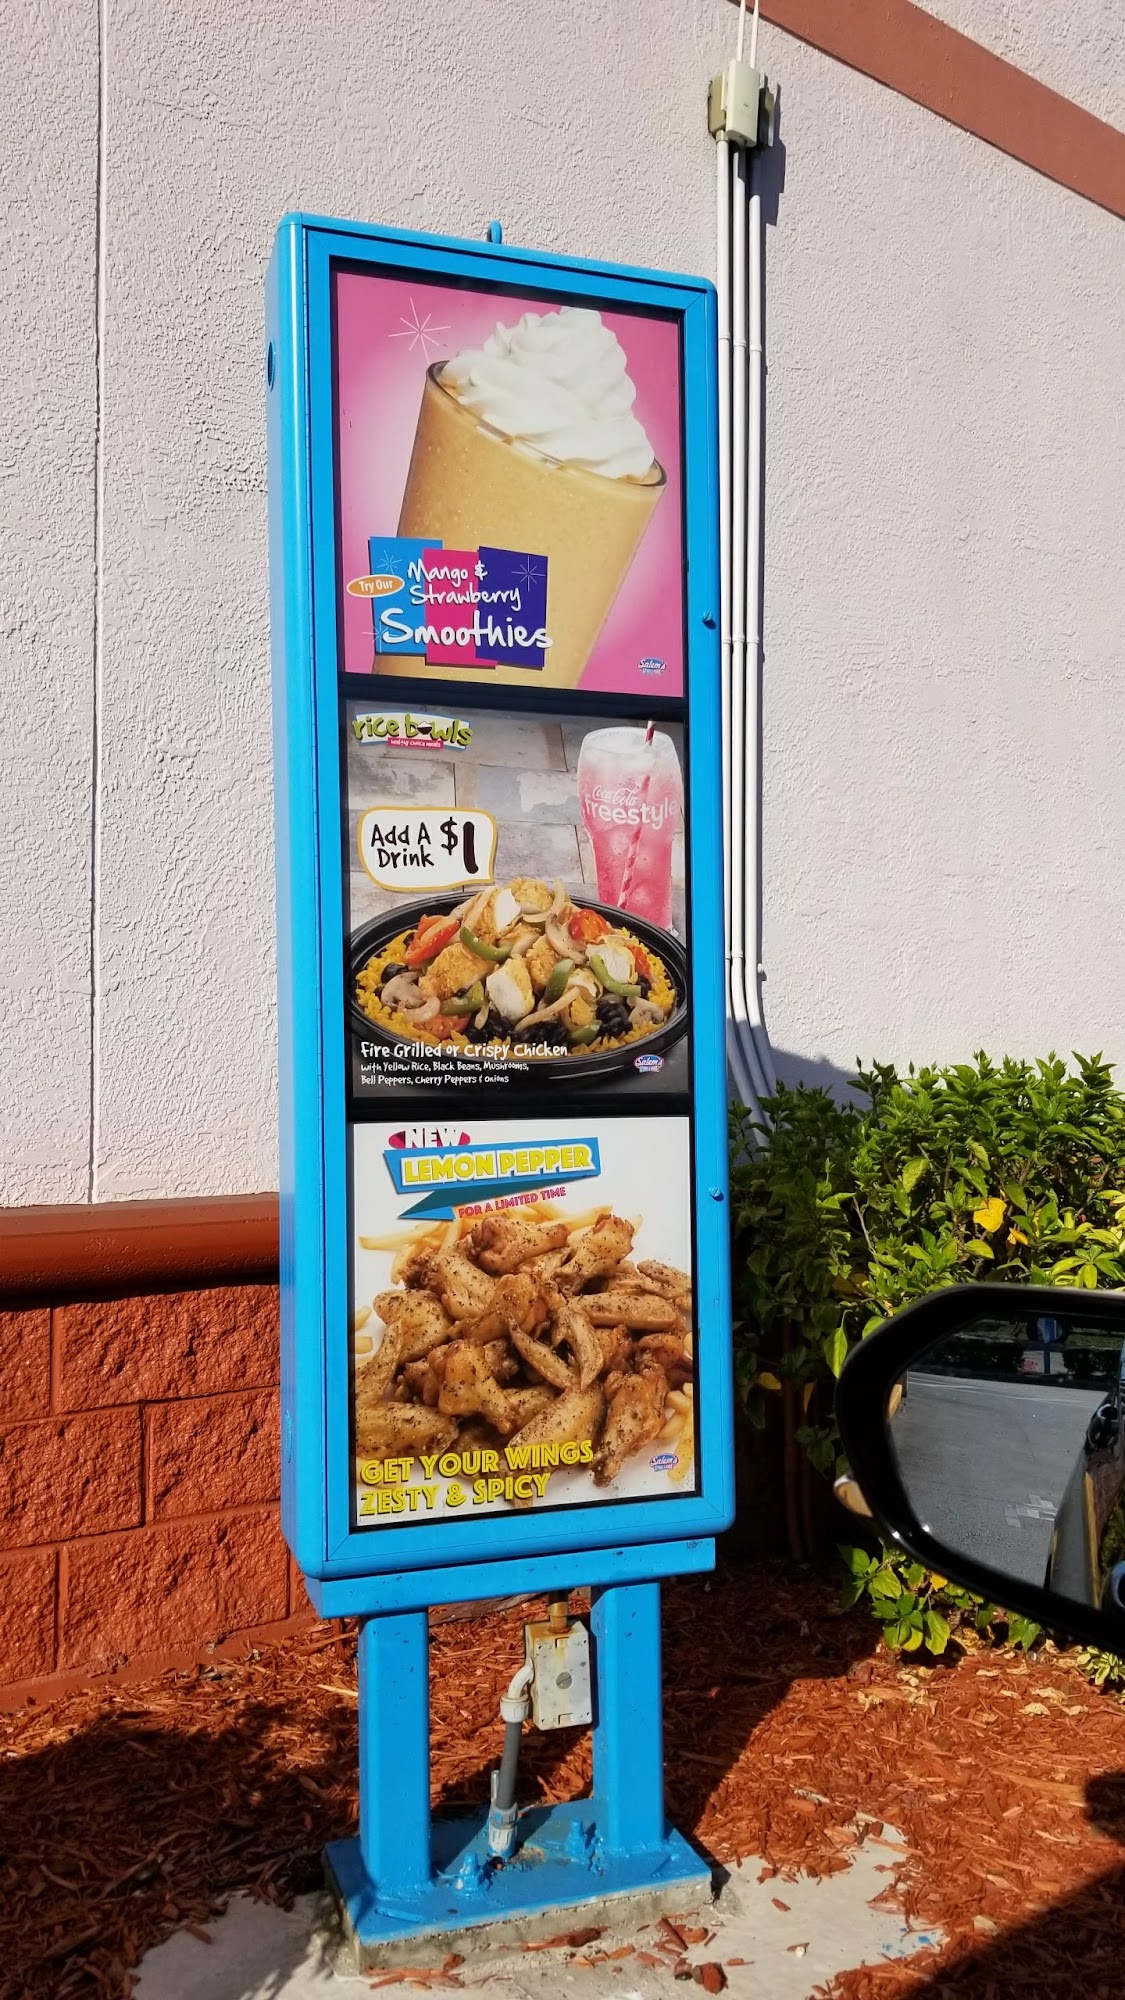 Try Our
Mango &
Strawberry
Smoothies
Salem's
rice bowls
Add A
Drink
$1
Coca-Cola
freestyle
Fire Grilled or Crispy Chicken
with Yellow Rice, Black Beans, Mushrooms,
Bell Peppers, Cherry Peppers & Onions
Salem's
NEW
LEMON PEPPER
FOR A LIMITED TIME
GET YOUR WINGS
ZESTY & SPICY
Salem's